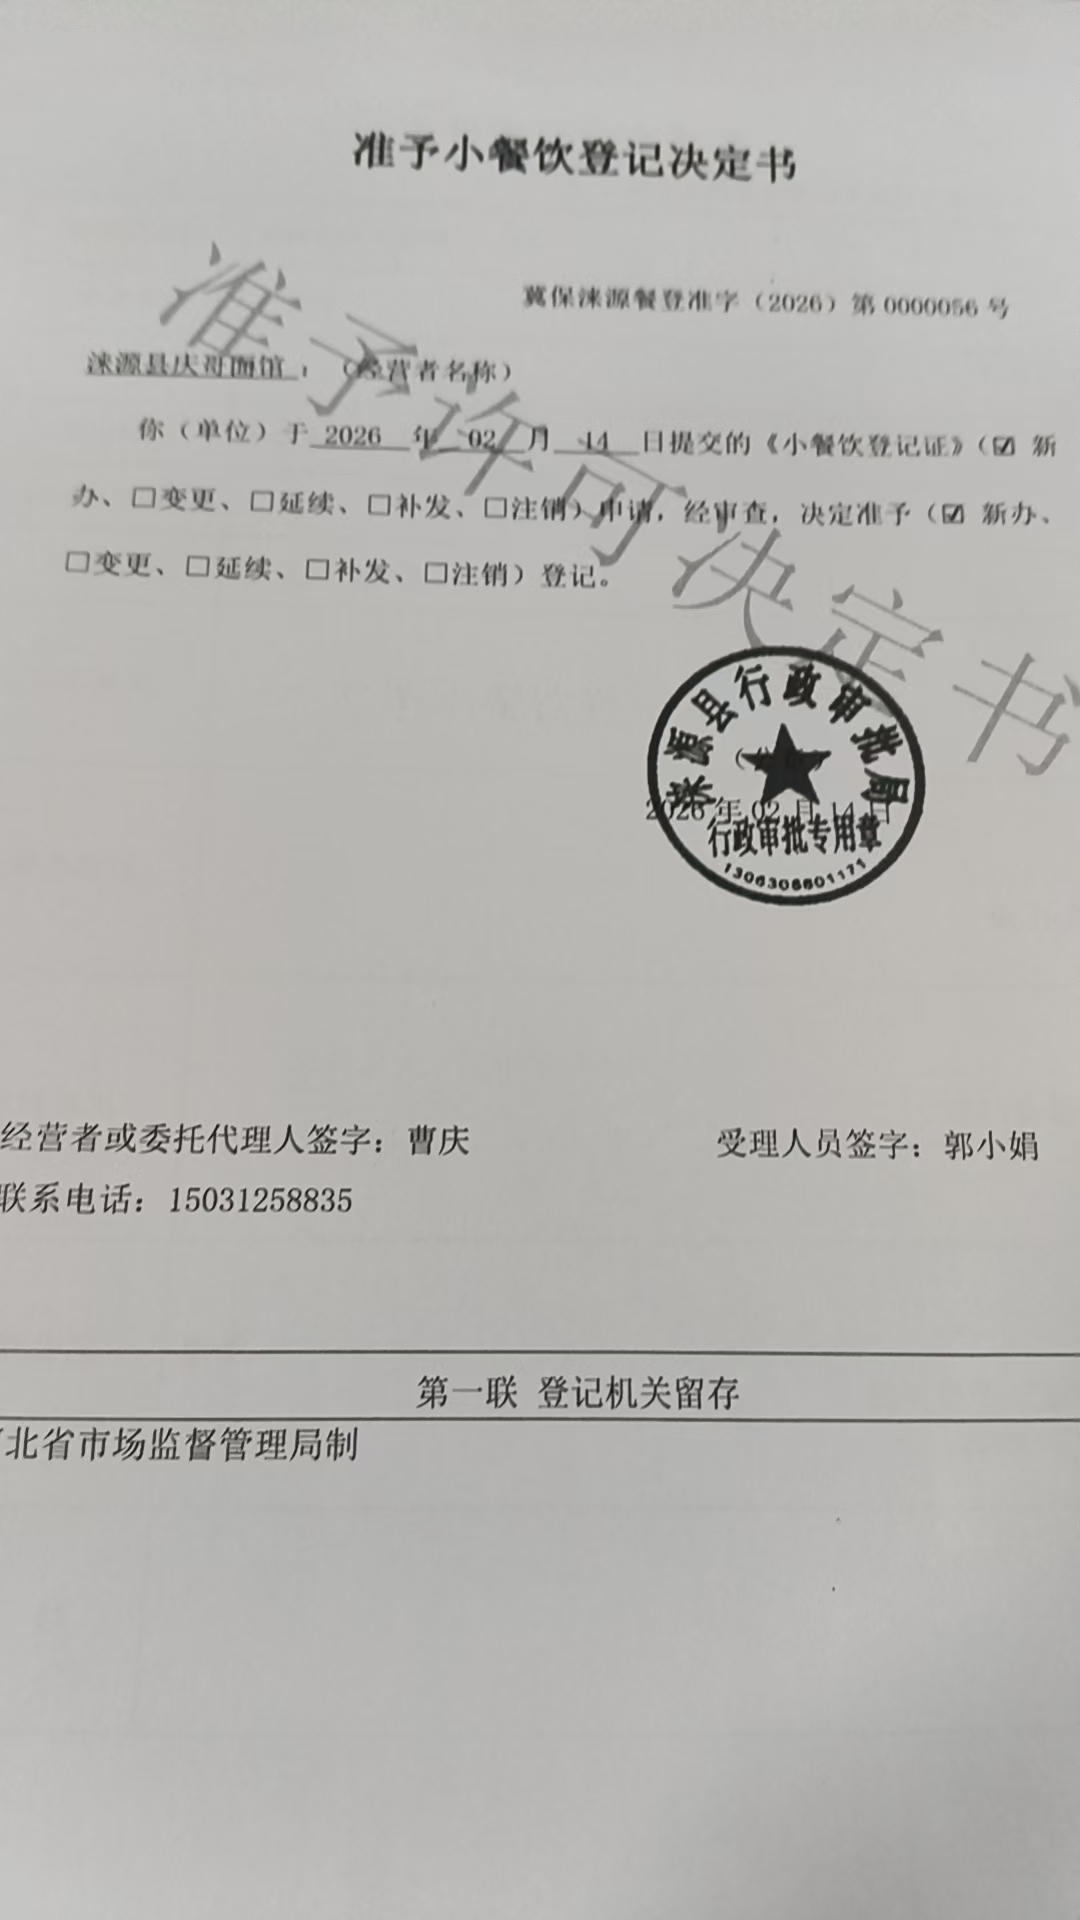 准予小餐饮登记决定书
冀保涞源餐登准字（2026）第 0000056 号
涞源县庆哥面馆：（经营者名称）
你（单位）于 2026 年 02 月 14 日提交的《小餐饮登记证》（☑ 新
办、□变更、□延续、□补发、□注销）申请，经审查，决定准予（☑ 新办、
□变更、□延续、□补发、□注销）登记。
准予许可决定书
涞源县行政审批局
2026 年 02 月 14 日
行政审批专用章
经营者或委托代理人签字：曹庆
受理人员签字：郭小娟
联系电话：15031258835
第一联 登记机关留存
北省市场监督管理局制